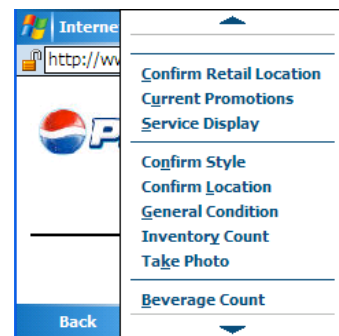 Interne
http://ww
P
Confirm Retail Location
Current Promotions
Service Display
Confirm Style
Confirm Location
General Condition
Inventory Count
Take Photo
Beverage Count
Back